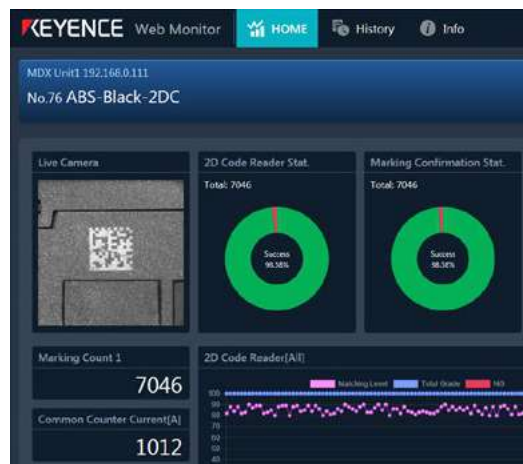 KEYENCE Web Monitor HOME History Info
MDX Unit1 192.168.0.111
No.76 ABS-Black-2DC
Live Camera
2D Code Reader Stat.
Total: 7046
Success
98.58%
Marking Confirmation Stat.
Total: 7046
Success
98.58%
Marking Count 1
7046
Common Counter Current[A]
1012
2D Code Reader[All]
Matching Level Total Grade NG
100
90
80
70
60
50
40